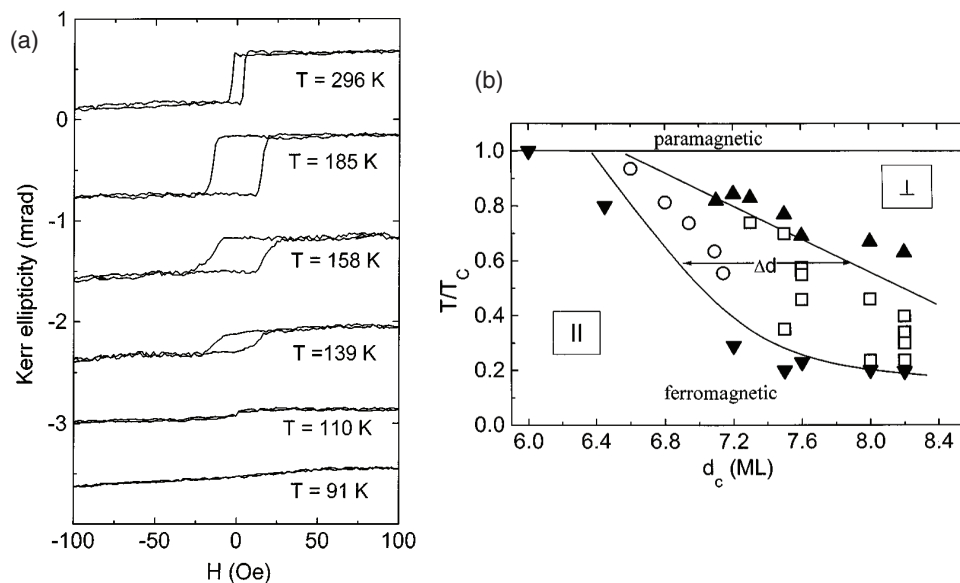 (a)
1
0
-1
-2
-3
Kerr ellipticity (mrad)
T = 296 K
T = 185 K
T = 158 K
T =139 K
T = 110 K
T = 91 K
-100 -50 0 50 100
H (Oe)
(b)
paramagnetic
⊥
Δd
||
ferromagnetic
1.0
0.8
0.6
0.4
0.2
0.0
T/T_C
6.0 6.4 6.8 7.2 7.6 8.0 8.4
d_c (ML)